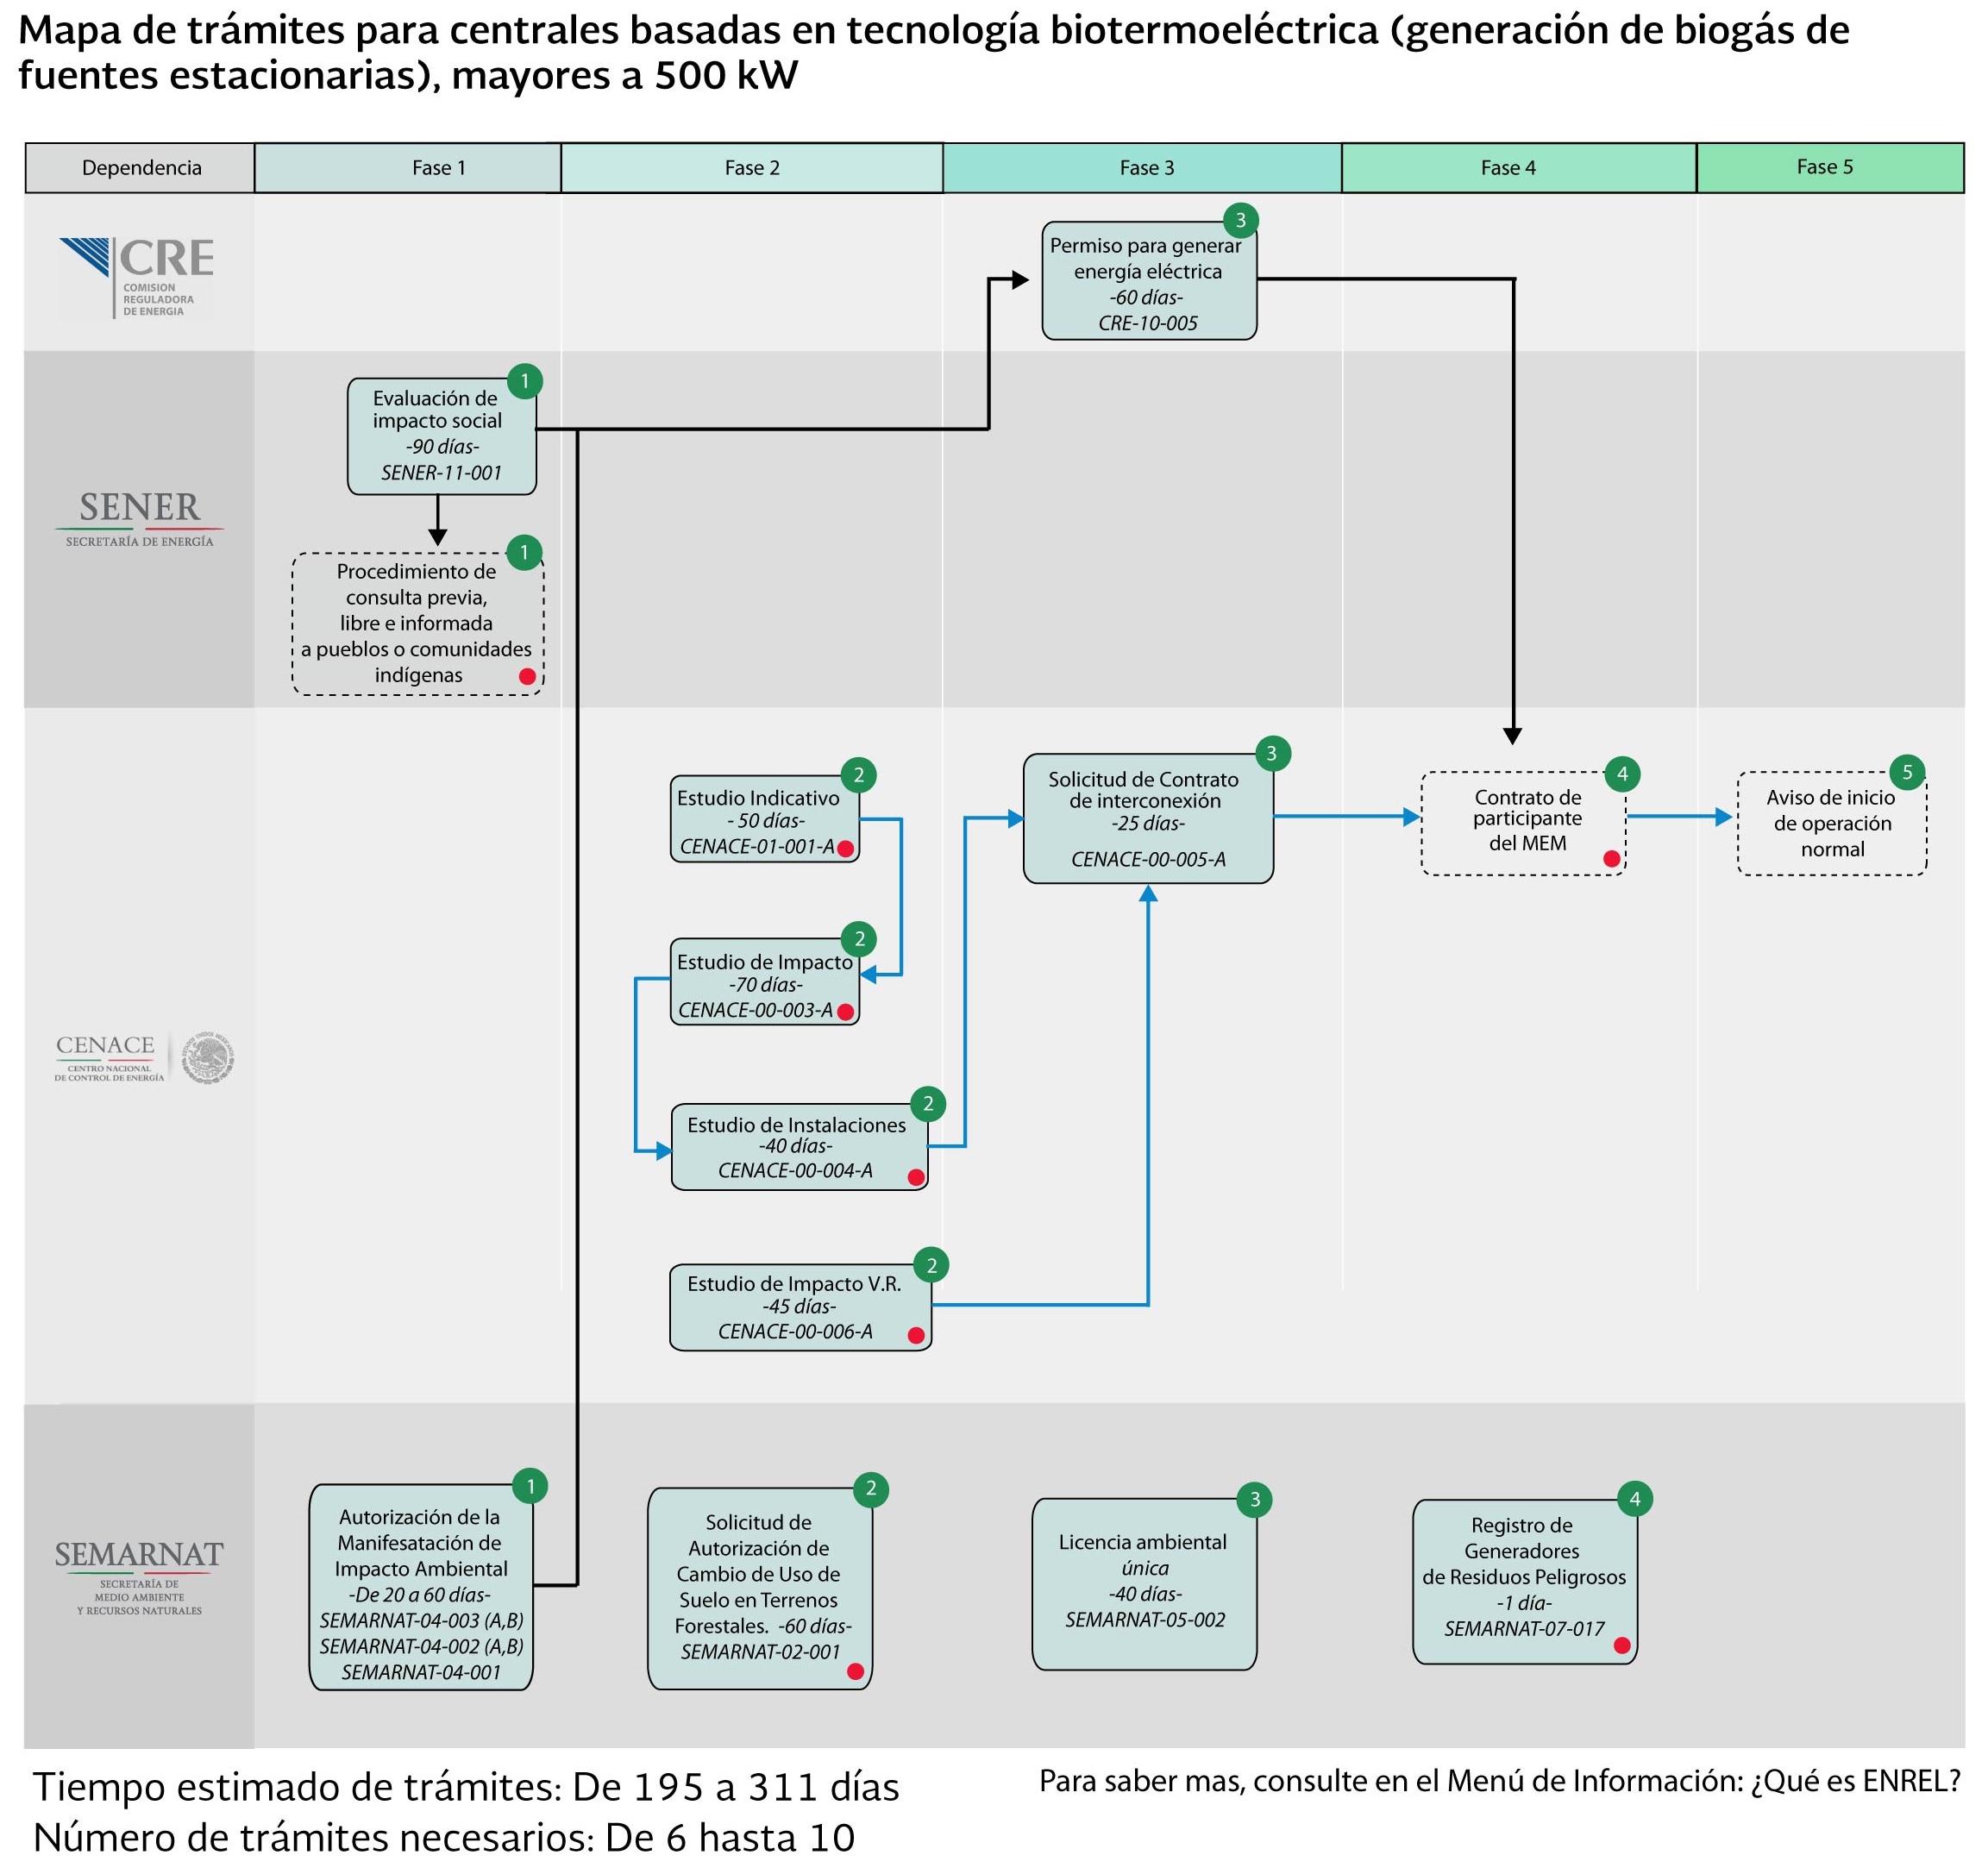 Mapa de trámites para centrales basadas en tecnología biotermoeléctrica (generación de biogás de
fuentes estacionarias), mayores a 500 kW
Dependencia
Fase 1
Fase 2
Fase 3
Fase 4
Fase 5
CRE
COMISION
REGULADORA
DE ENERGIA
3
Permiso para generar
energía eléctrica
-60 días-
CRE-10-005
SENER
SECRETARÍA DE ENERGÍA
1
Evaluación de
impacto social
-90 días-
SENER-11-001
1
Procedimiento de
consulta previa,
libre e informada
a pueblos o comunidades
indígenas
CENACE
CENTRO NACIONAL
DE CONTROL DE ENERGÍA
ESTADOS UNIDOS MEXICANOS
2
Estudio Indicativo
- 50 días-
CENACE-01-001-A
2
Estudio de Impacto
-70 días-
CENACE-00-003-A
2
Estudio de Instalaciones
-40 días-
CENACE-00-004-A
2
Estudio de Impacto V.R.
-45 días-
CENACE-00-006-A
3
Solicitud de Contrato
de interconexión
-25 días-
CENACE-00-005-A
4
Contrato de
participante
del MEM
5
Aviso de inicio
de operación
normal
SEMARNAT
SECRETARÍA DE
MEDIO AMBIENTE
Y RECURSOS NATURALES
1
Autorización de la
Manifesatación de
Impacto Ambiental
-De 20 a 60 días-
SEMARNAT-04-003 (A,B)
SEMARNAT-04-002 (A,B)
SEMARNAT-04-001
2
Solicitud de
Autorización de
Cambio de Uso de
Suelo en Terrenos
Forestales. -60 días-
SEMARNAT-02-001
3
Licencia ambiental
única
-40 días-
SEMARNAT-05-002
4
Registro de
Generadores
de Residuos Peligrosos
-1 día-
SEMARNAT-07-017
Tiempo estimado de trámites: De 195 a 311 días
Número de trámites necesarios: De 6 hasta 10
Para saber mas, consulte en el Menú de Información: ¿Qué es ENREL?